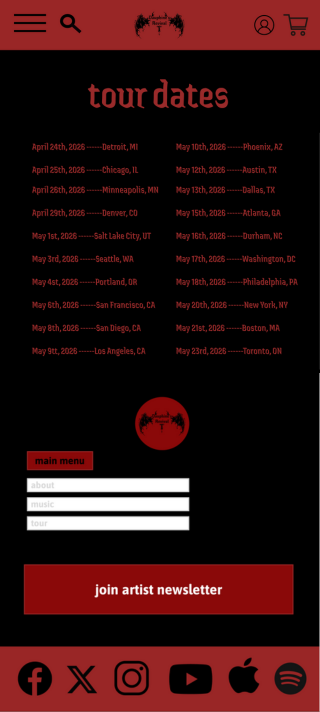 tour dates
April 24th, 2026 ------Detroit, MI
April 25th, 2026 ------Chicago, IL
April 26th, 2026 ------Minneapolis, MN
April 29th, 2026 ------Denver, CO
May 1st, 2026 ------Salt Lake City, UT
May 3rd, 2026 ------Seattle, WA
May 4st, 2026 ------Portland, OR
May 6th, 2026 ------San Francisco, CA
May 8th, 2026 ------San Diego, CA
May 9tt, 2026 ------Los Angeles, CA
May 10th, 2026 ------Phoenix, AZ
May 12th, 2026 ------Austin, TX
May 13th, 2026 ------Dallas, TX
May 15th, 2026 ------Atlanta, GA
May 16th, 2026 ------Durham, NC
May 17th, 2026 ------Washington, DC
May 18th, 2026 ------Philadelphia, PA
May 20th, 2026 ------New York, NY
May 21st, 2026 ------Boston, MA
May 23rd, 2026 ------Toronto, ON
main menu
about
music
tour
join artist newsletter